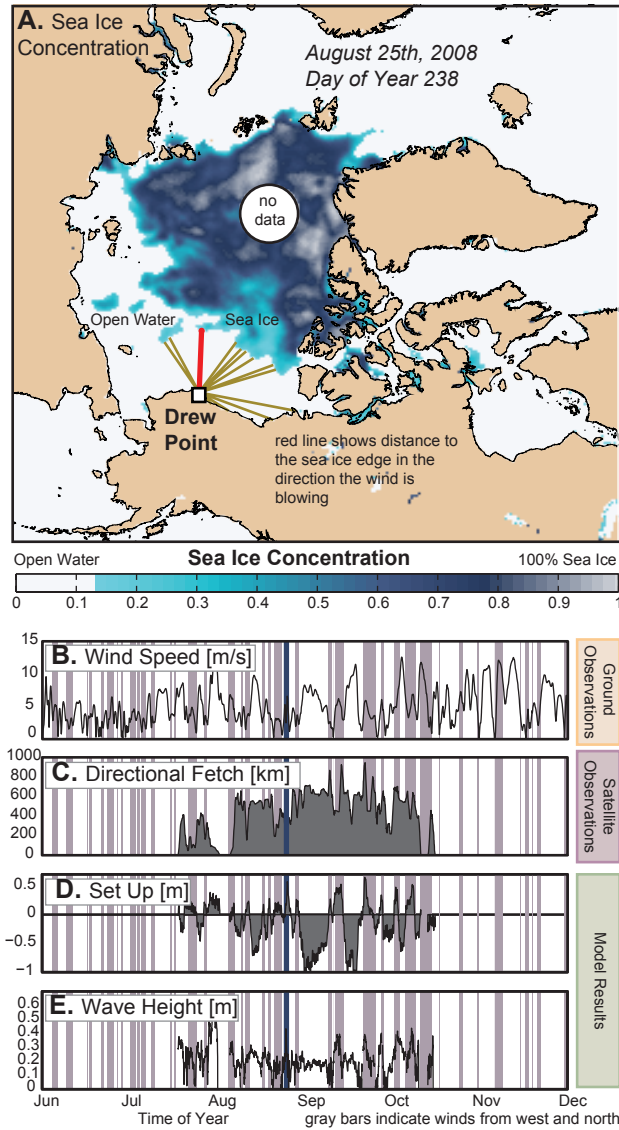 A. Sea Ice
Concentration
August 25th, 2008
Day of Year 238
no
data
Open Water
Sea Ice
Drew
Point
red line shows distance to
the sea ice edge in the
direction the wind is
blowing
Open Water
Sea Ice Concentration
100% Sea Ice
0 0.1 0.2 0.3 0.4 0.5 0.6 0.7 0.8 0.9 1
B. Wind Speed [m/s]
15
10
5
0
Ground
Observations
C. Directional Fetch [km]
1000
800
600
400
200
0
Satellite
Observations
D. Set Up [m]
0.5
0
−0.5
−1
Model Results
E. Wave Height [m]
0.6
0.5
0.4
0.3
0.2
0.1
0
Jun Jul Aug Sep Oct Nov Dec
Time of Year
gray bars indicate winds from west and north